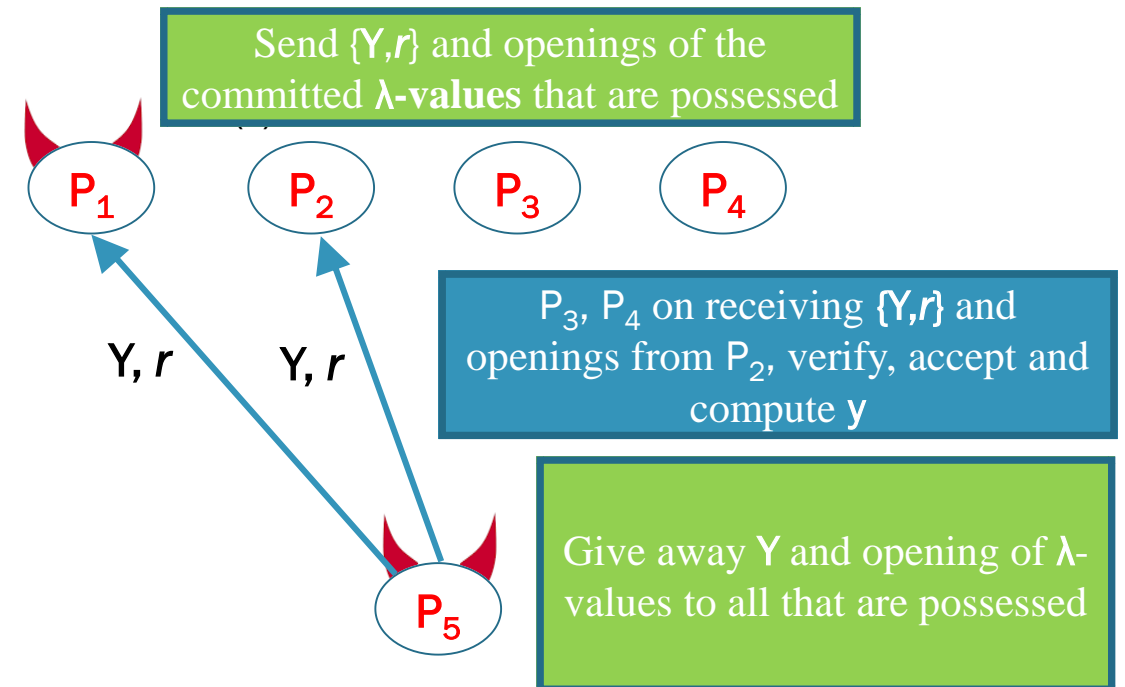 Send {Y,r} and openings of the
committed λ-values that are possessed
P₁
P₂
P₃
P₄
P₃, P₄ on receiving {Y,r} and
openings from P₂, verify, accept and
compute y
Y, r
Y, r
Give away Y and opening of λ-
values to all that are possessed
P₅